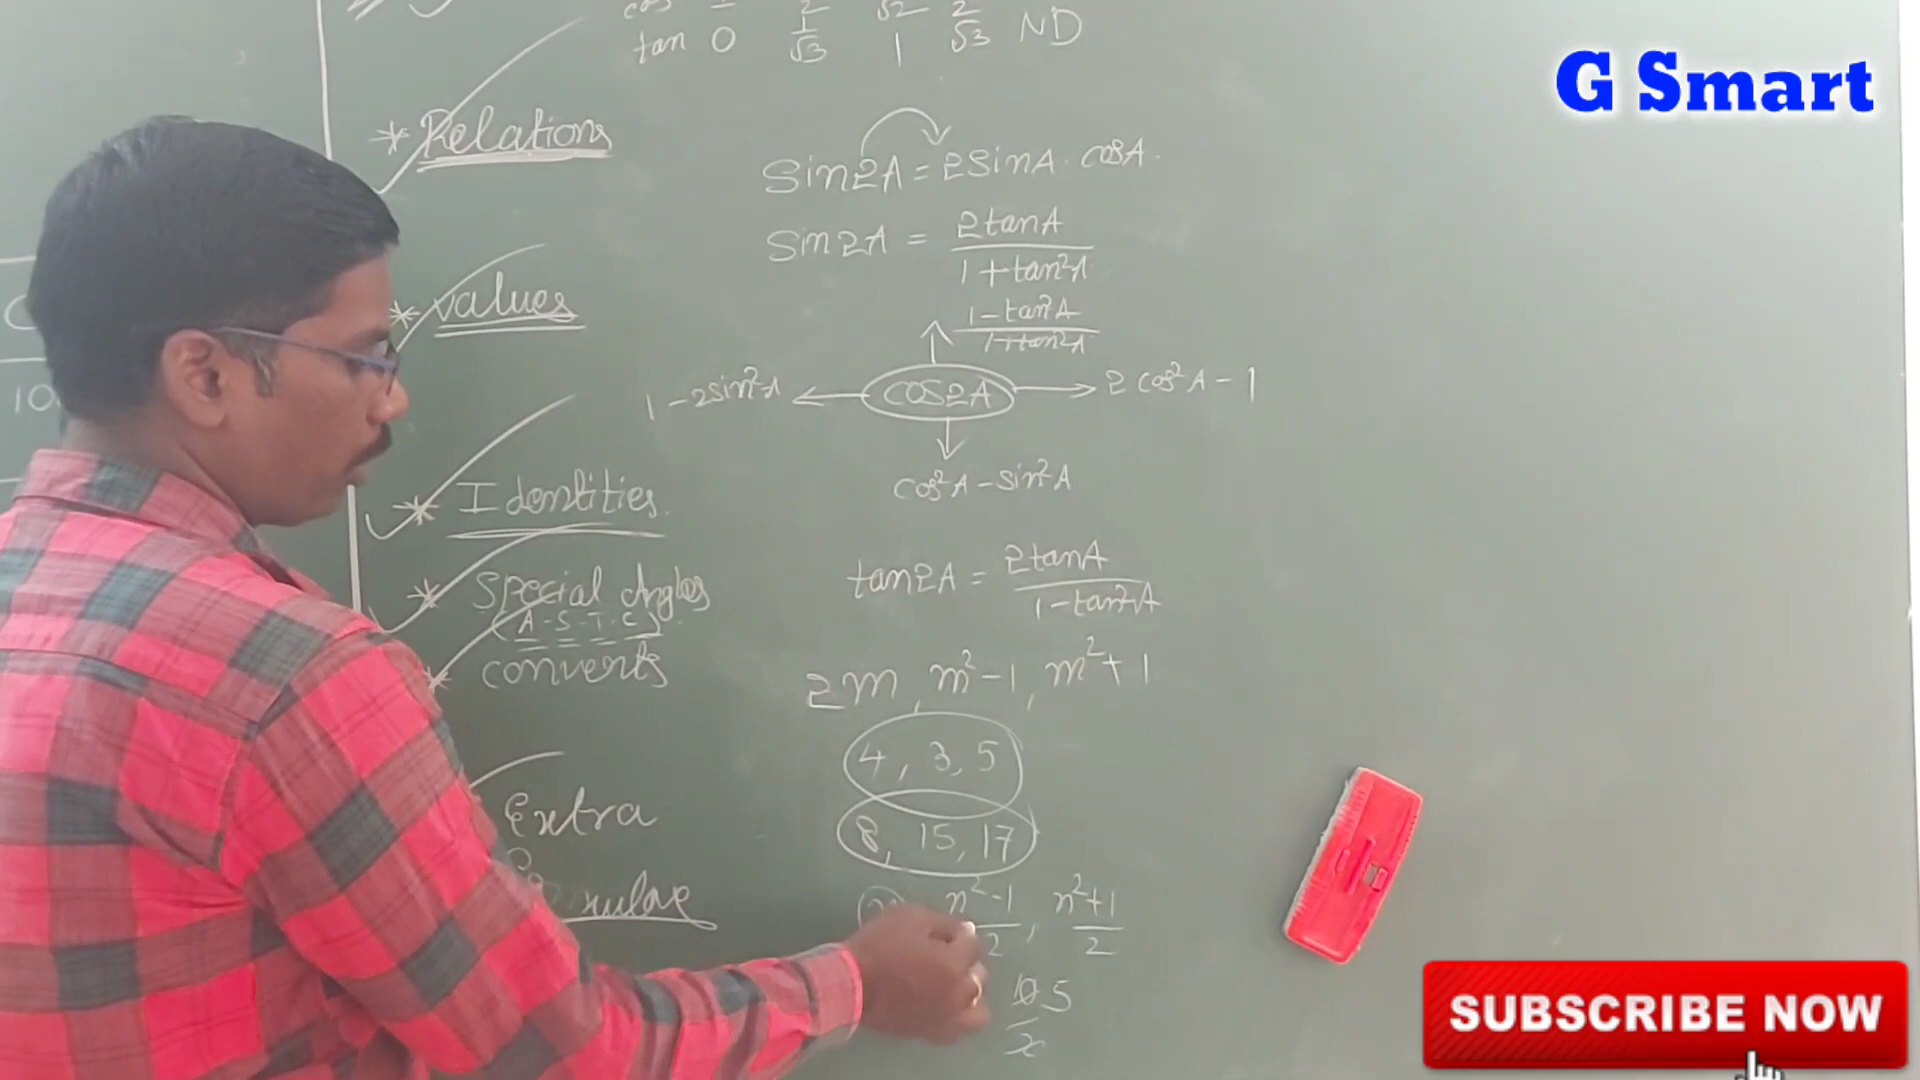 tan 0 1/√3 1 √3 ND
G Smart
* Relations
Sin2A = 2SinA . cosA .
Sin2A = 2tanA / 1+tan²A
* Values
1-tan²A / 1+tan²A
1-2sin²A ← COS2A → 2cos²A-1
cos²A-sin²A
* Identities
tan2A = 2tanA / 1-tan²A
* Special Angles
(A-S-T-C)
* converts
2m, m²-1, m²+1
4, 3, 5
Extra
8, 15, 17
n²-1 / 2, n²+1 / 2
10 5
2
10
SUBSCRIBE NOW